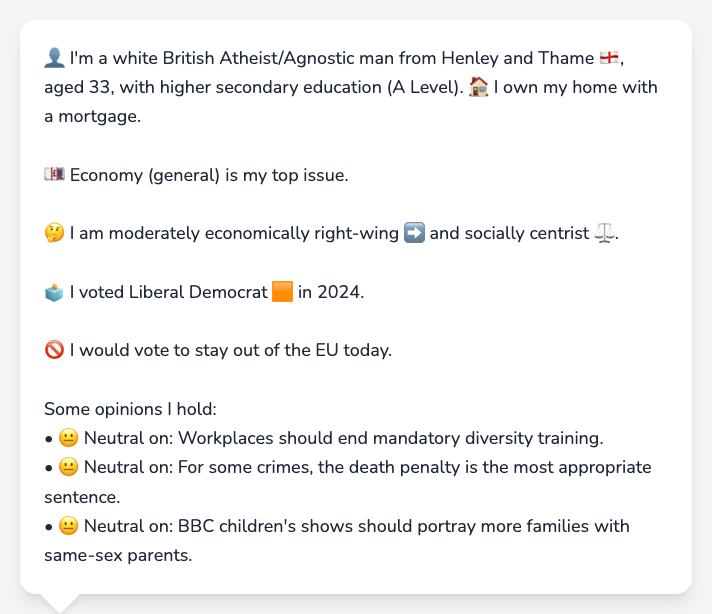 👤 I'm a white British Atheist/Agnostic man from Henley and Thame 🏴󠁧󠁢󠁥󠁮󠁧󠁿,
aged 33, with higher secondary education (A Level). 🏠 I own my home with
a mortgage.
💷 Economy (general) is my top issue.
🤔 I am moderately economically right-wing ➡️ and socially centrist ⚖️.
🗳️ I voted Liberal Democrat 🟧 in 2024.
🚫 I would vote to stay out of the EU today.
Some opinions I hold:
• 😐 Neutral on: Workplaces should end mandatory diversity training.
• 😐 Neutral on: For some crimes, the death penalty is the most appropriate
sentence.
• 😐 Neutral on: BBC children's shows should portray more families with
same-sex parents.